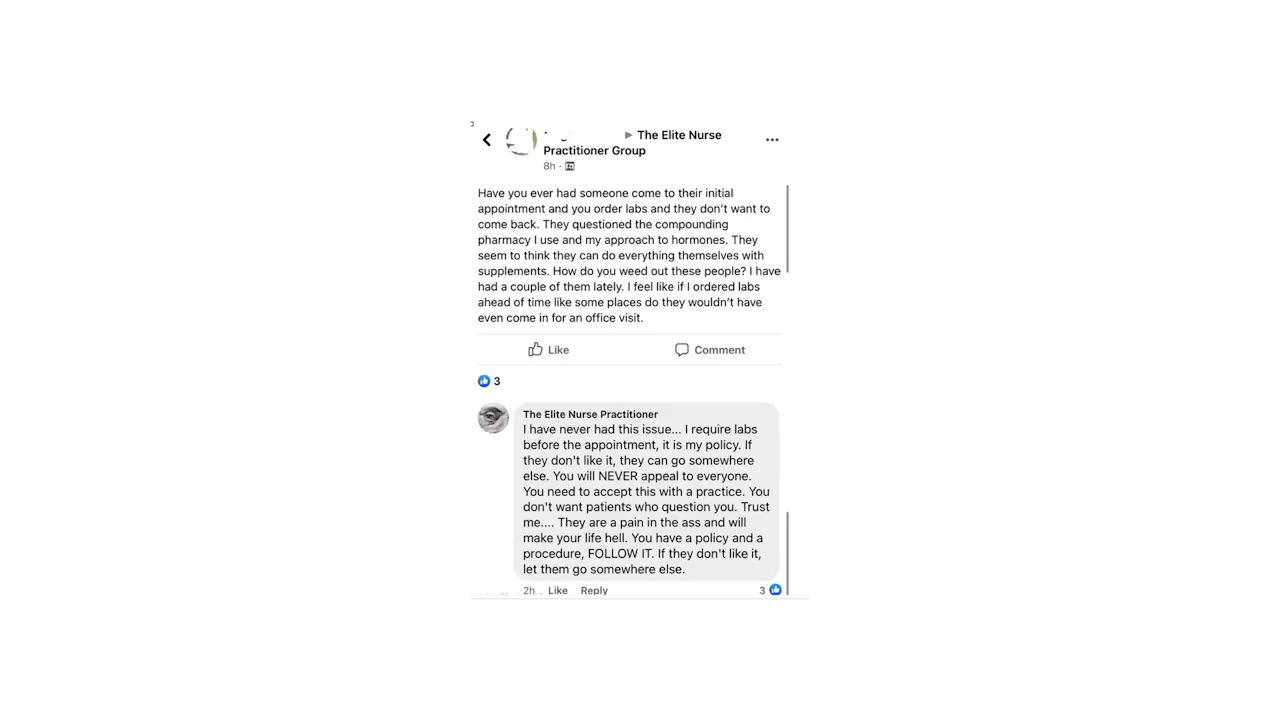 The Elite Nurse
Practitioner Group
8h ·
Have you ever had someone come to their initial
appointment and you order labs and they don't want to
come back. They questioned the compounding
pharmacy I use and my approach to hormones. They
seem to think they can do everything themselves with
supplements. How do you weed out these people? I have
had a couple of them lately. I feel like if I ordered labs
ahead of time like some places do they wouldn't have
even come in for an office visit.
Like Comment
3
The Elite Nurse Practitioner
I have never had this issue... I require labs
before the appointment, it is my policy. If
they don't like it, they can go somewhere
else. You will NEVER appeal to everyone.
You need to accept this with a practice. You
don't want patients who question you. Trust
me.... They are a pain in the ass and will
make your life hell. You have a policy and a
procedure, FOLLOW IT. If they don't like it,
let them go somewhere else.
2h Like Reply 3